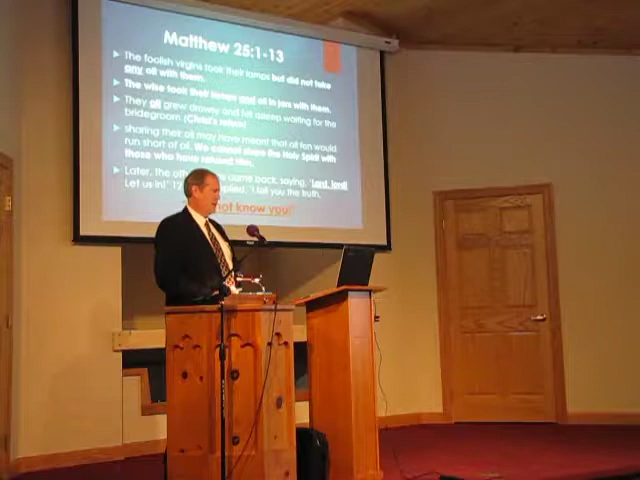 Matthew 25:1-13
The foolish virgins took their lamps but did not take
any oil with them.
The wise took their lamps and oil in jars with them.
They all grew drowsy and fell asleep waiting for the
bridegroom (Christ's return)
sharing their oil may have meant that all ten would
run short of oil. We cannot share the Holy Spirit with
those who have refused Him.
Later, the came back, saying, 'Lord, lord!
Let us in!' 12 replied, 'I tell you the truth,
not know you!'